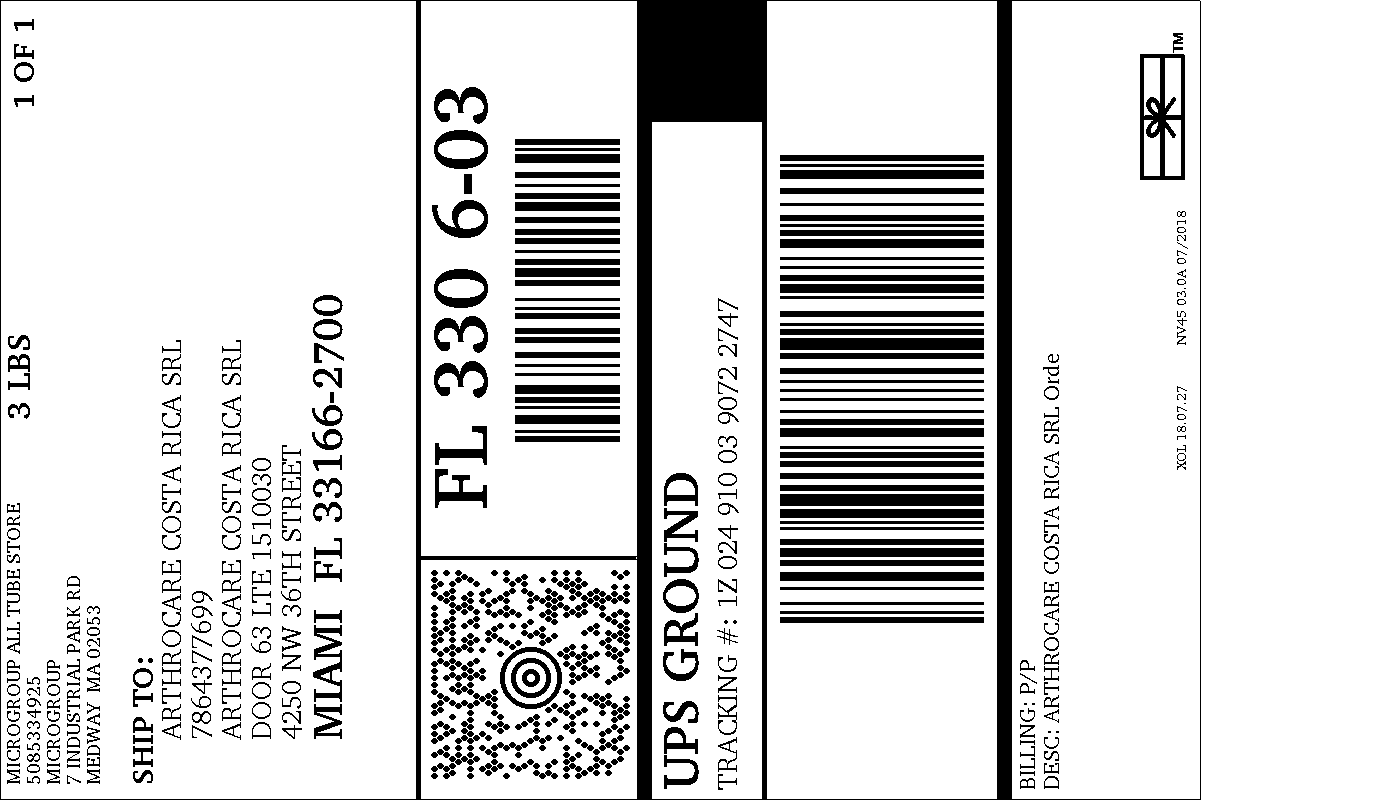 MICROGROUP ALL TUBE STORE
5085334925
MICROGROUP
7 INDUSTRIAL PARK RD
MEDWAY  MA 02053
3 LBS
1 OF 1
SHIP TO:
ARTHROCARE COSTA RICA SRL
7864377699
ARTHROCARE COSTA RICA SRL
DOOR 63 LTE 1510030
4250 NW 36TH STREET
MIAMI  FL 33166-2700
FL 330 6-03
UPS GROUND
TRACKING #: 1Z 024 910 03 9072 2747
BILLING: P/P
DESC: ARTHROCARE COSTA RICA SRL Orde
XOL 18.07.27
NV45 03.0A 07/2018
TM